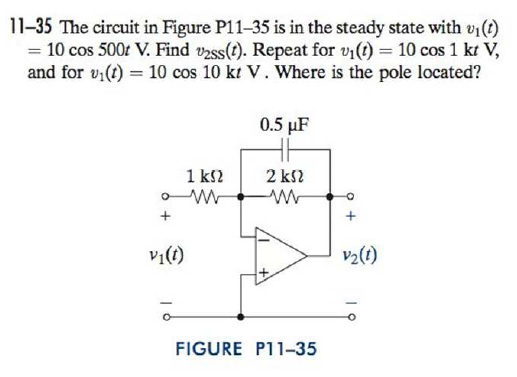 11–35 The circuit in Figure P11–35 is in the steady state with v₁(t)
= 10 cos 500t V. Find v₂SS(t). Repeat for v₁(t) = 10 cos 1 kt V,
and for v₁(t) = 10 cos 10 kt V. Where is the pole located?
0.5 μF
1 kΩ 2 kΩ
+ +
v₁(t) v₂(t)
+
FIGURE P11–35